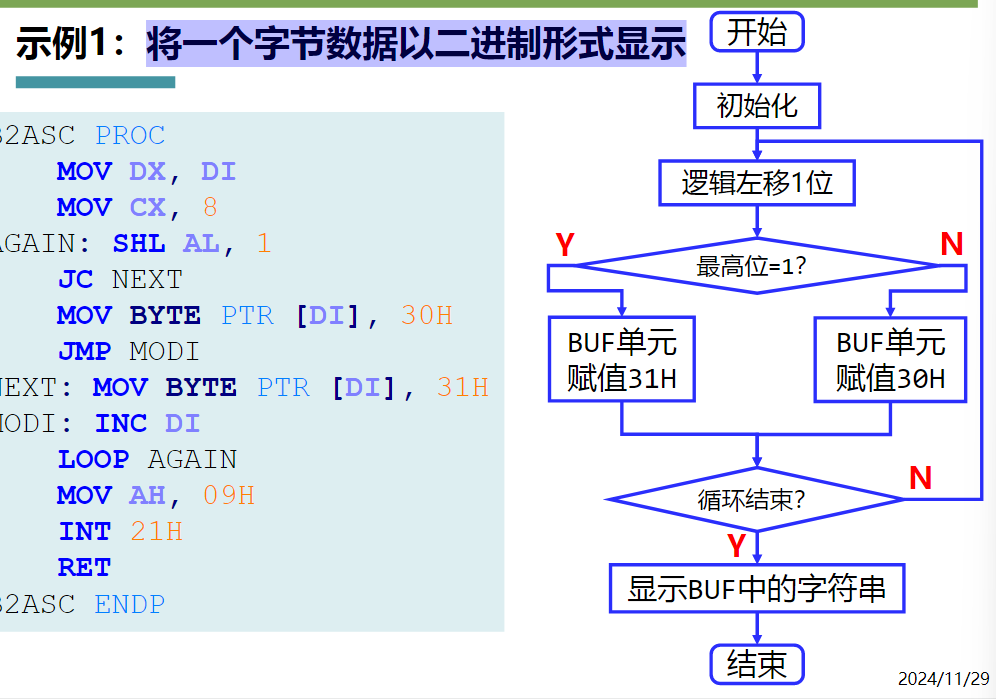 示例1：将一个字节数据以二进制形式显示
B2ASC PROC
MOV DX, DI
MOV CX, 8
AGAIN: SHL AL, 1
JC NEXT
MOV BYTE PTR [DI], 30H
JMP MODI
NEXT: MOV BYTE PTR [DI], 31H
MODI: INC DI
LOOP AGAIN
MOV AH, 09H
INT 21H
RET
B2ASC ENDP
开始
初始化
逻辑左移1位
最高位=1？
Y
N
BUF单元
赋值31H
BUF单元
赋值30H
循环结束？
N
Y
显示BUF中的字符串
结束
2024/11/29